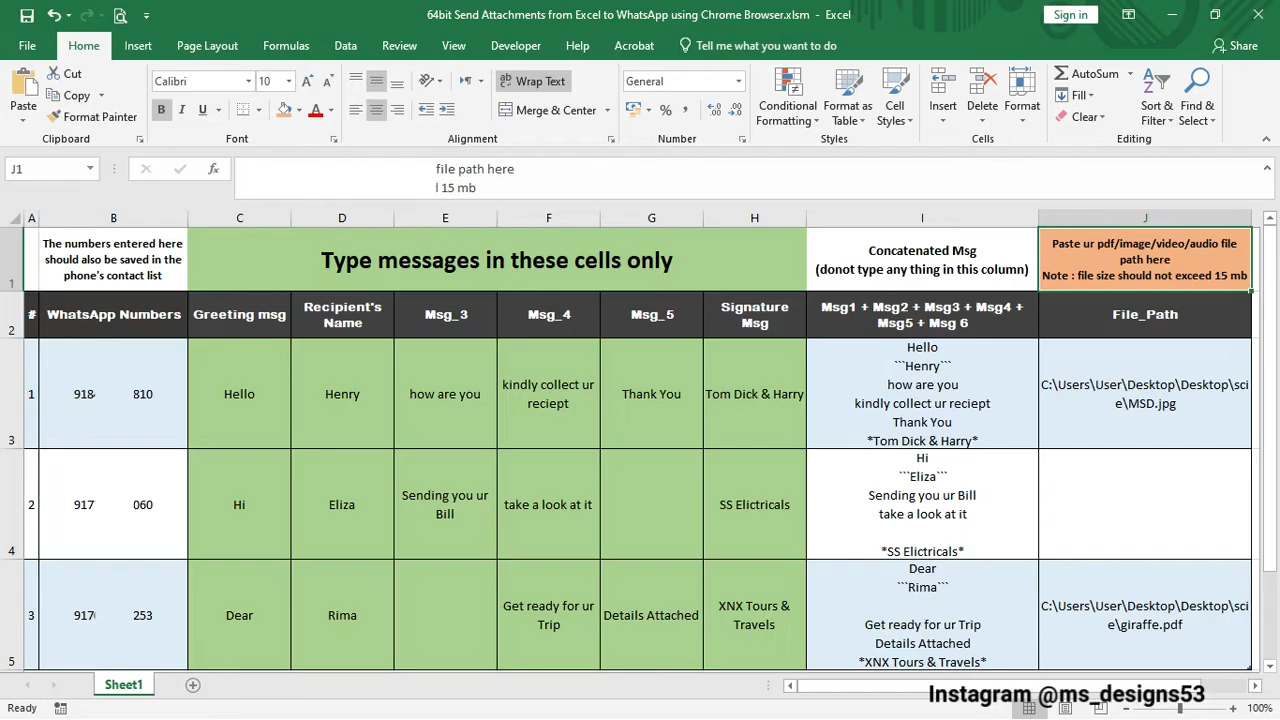 64bit Send Attachments from Excel to WhatsApp using Chrome Browser.xlsm - Excel
Sign in
File Home Insert Page Layout Formulas Data Review View Developer Help Acrobat Tell me what you want to do Share
Paste
Cut
Copy
Format Painter
Clipboard
Calibri 10
B I U
Font
Wrap Text
Merge & Center
Alignment
General
Number
Conditional Formatting
Format as Table
Cell Styles
Styles
Insert Delete Format
Cells
AutoSum
Fill
Clear
Sort & Filter
Find & Select
Editing
J1
fx
file path here
l 15 mb
A B C D E F G H I J
1
The numbers entered here
should also be saved in the
phone's contact list
Type messages in these cells only
Concatenated Msg
(donot type any thing in this column)
Paste ur pdf/image/video/audio file
path here
Note : file size should not exceed 15 mb
2
# WhatsApp Numbers Greeting msg Recipient's Name Msg_3 Msg_4 Msg_5 Signature Msg Msg1 + Msg2 + Msg3 + Msg4 + Msg5 + Msg 6 File_Path
3
1 918 810 Hello Henry how are you kindly collect ur reciept Thank You Tom Dick & Harry
Hello
```Henry```
how are you
kindly collect ur reciept
Thank You
*Tom Dick & Harry*
C:\Users\User\Desktop\Desktop\sci
e\MSD.jpg
4
2 917 060 Hi Eliza Sending you ur Bill take a look at it SS Elictricals
Hi
```Eliza```
Sending you ur Bill
take a look at it
*SS Elictricals*
5
3 917 253 Dear Rima Get ready for ur Trip Details Attached XNX Tours & Travels
Dear
```Rima```
Get ready for ur Trip
Details Attached
*XNX Tours & Travels*
C:\Users\User\Desktop\Desktop\sci
e\giraffe.pdf
Sheet1
Instagram @ms_designs53
Ready
100%